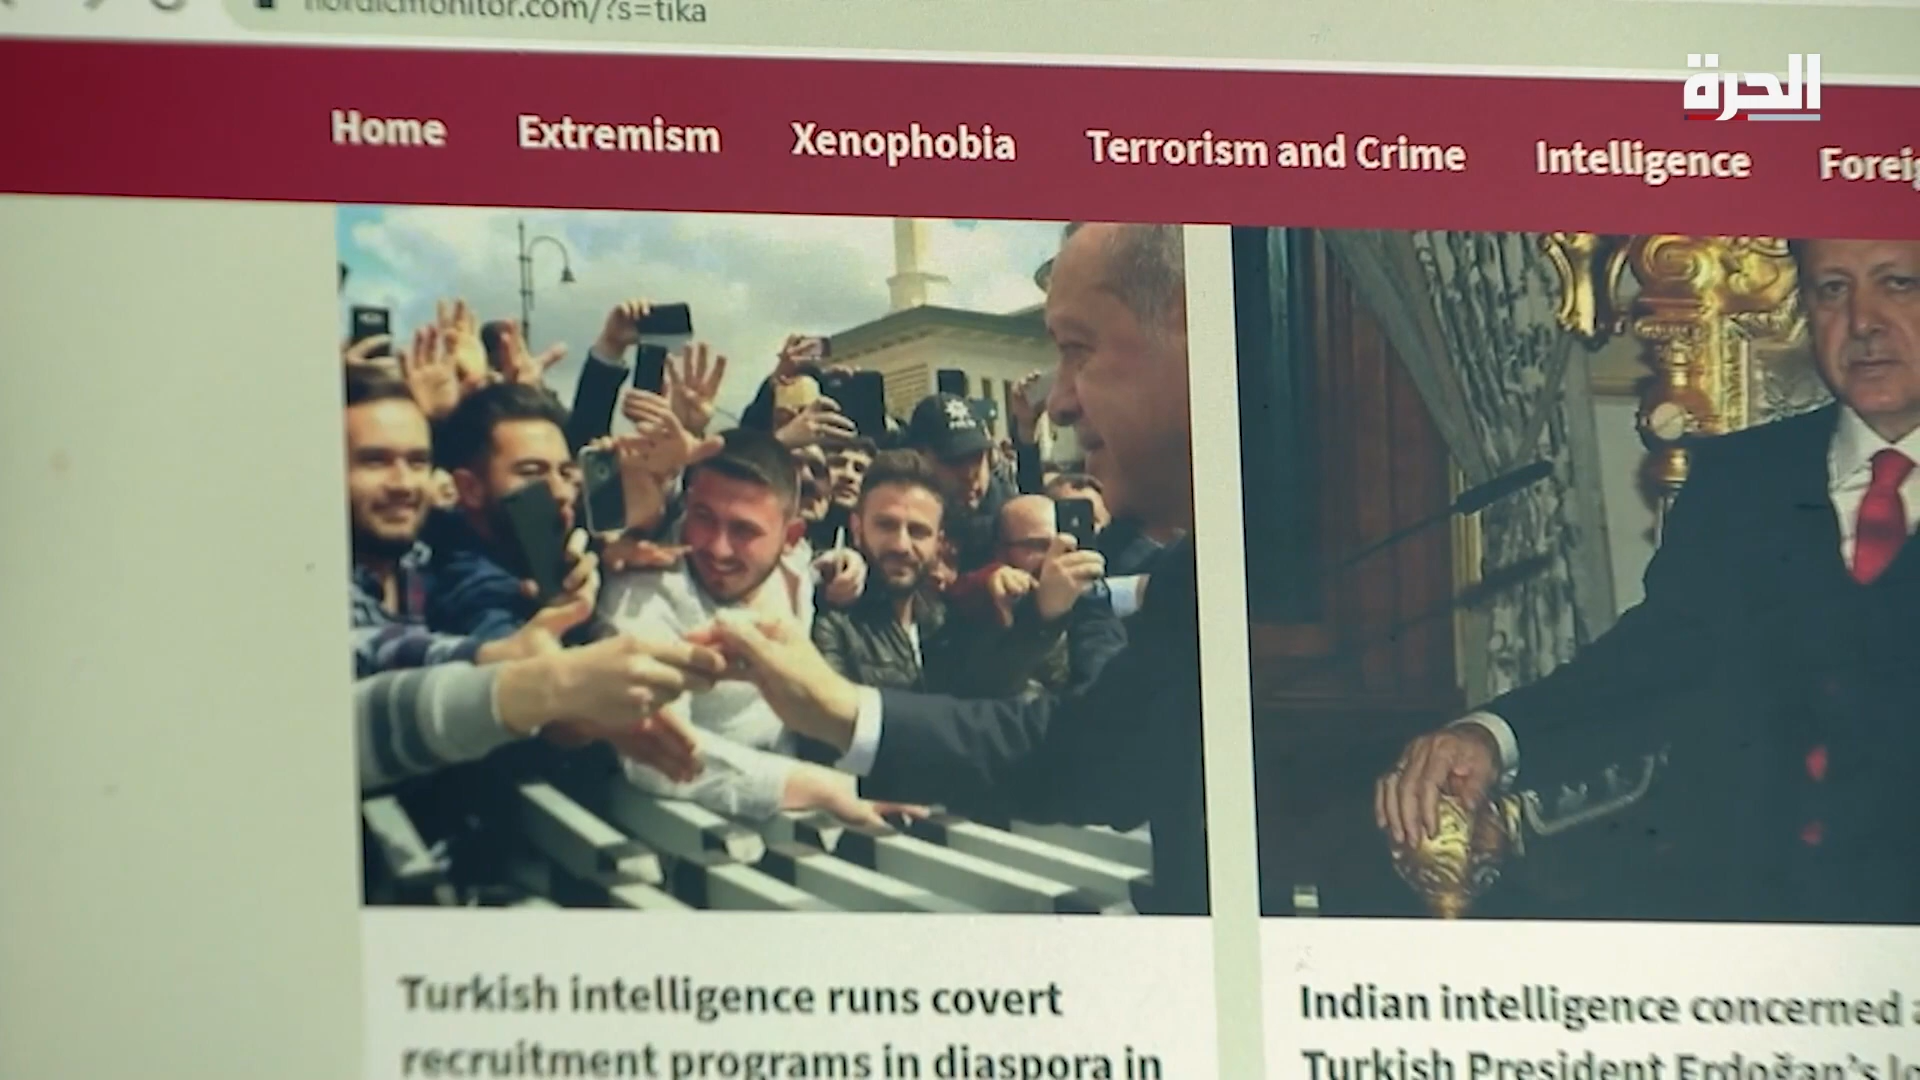 nordicmonitor.com/?s=tika
الحرة
Home Extremism Xenophobia Terrorism and Crime Intelligence
Turkish intelligence runs covert
recruitment programs in diaspora in
Indian intelligence concerned
Turkish President Erdoğan's